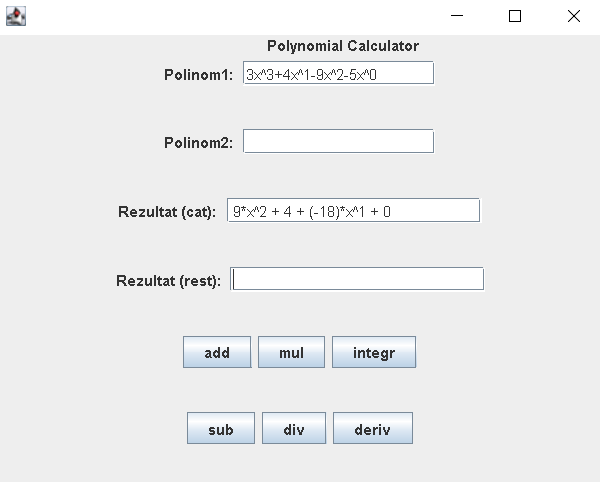 Polynomial Calculator
Polinom1: 3x^3+4x^1-9x^2-5x^0
Polinom2:
Rezultat (cat): 9*x^2 + 4 + (-18)*x^1 + 0
Rezultat (rest):
add mul integr
sub div deriv